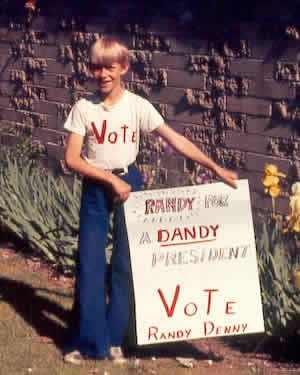 VoTe
RANDY FOR
A DANDY
PRESIDENT
VoTe
RANDY DENNY